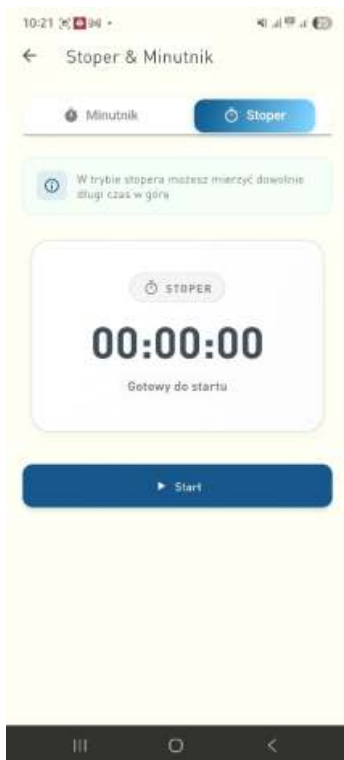 10:21
Stoper & Minutnik
Minutnik
Stoper
W trybie stopera możesz mierzyć dowolnie
długi czas w górę
STOPER
00:00:00
Gotowy do startu
Start